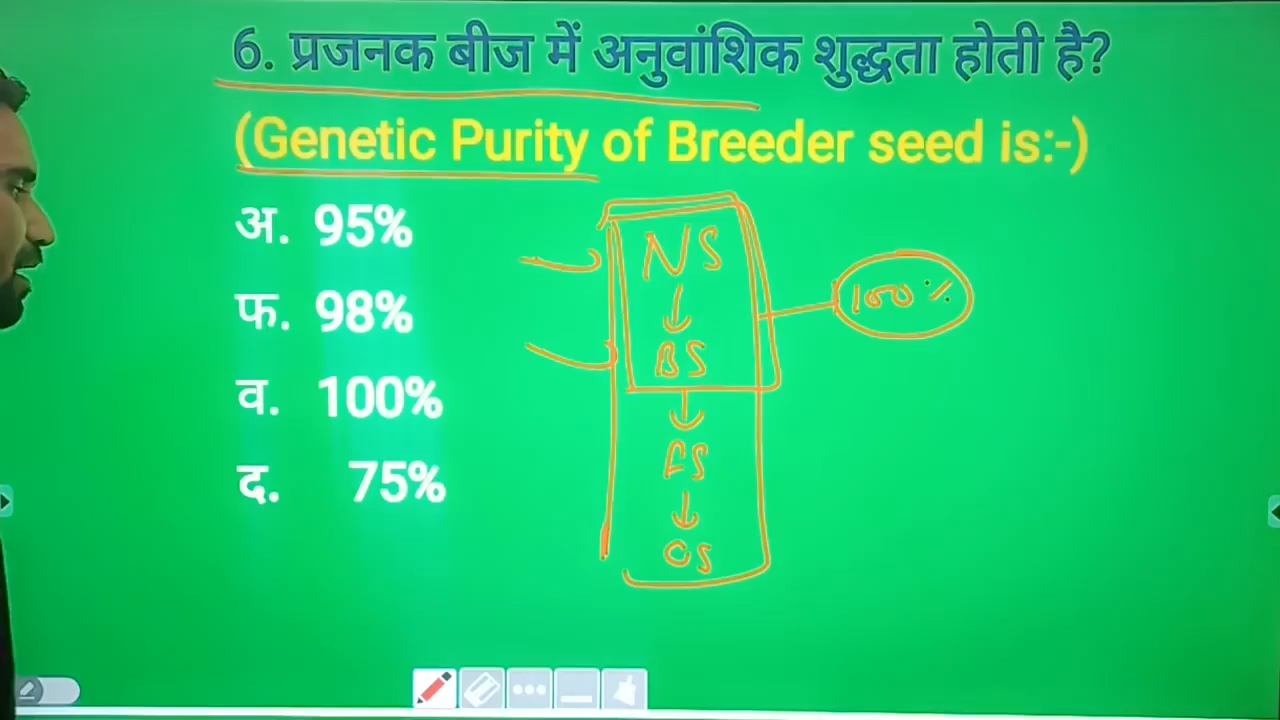 6. प्रजनक बीज में अनुवांशिक शुद्धता होती है?
(Genetic Purity of Breeder seed is:-)
अ. 95%
फ. 98%
व. 100%
द. 75%
NS
BS
FS
CS
100%